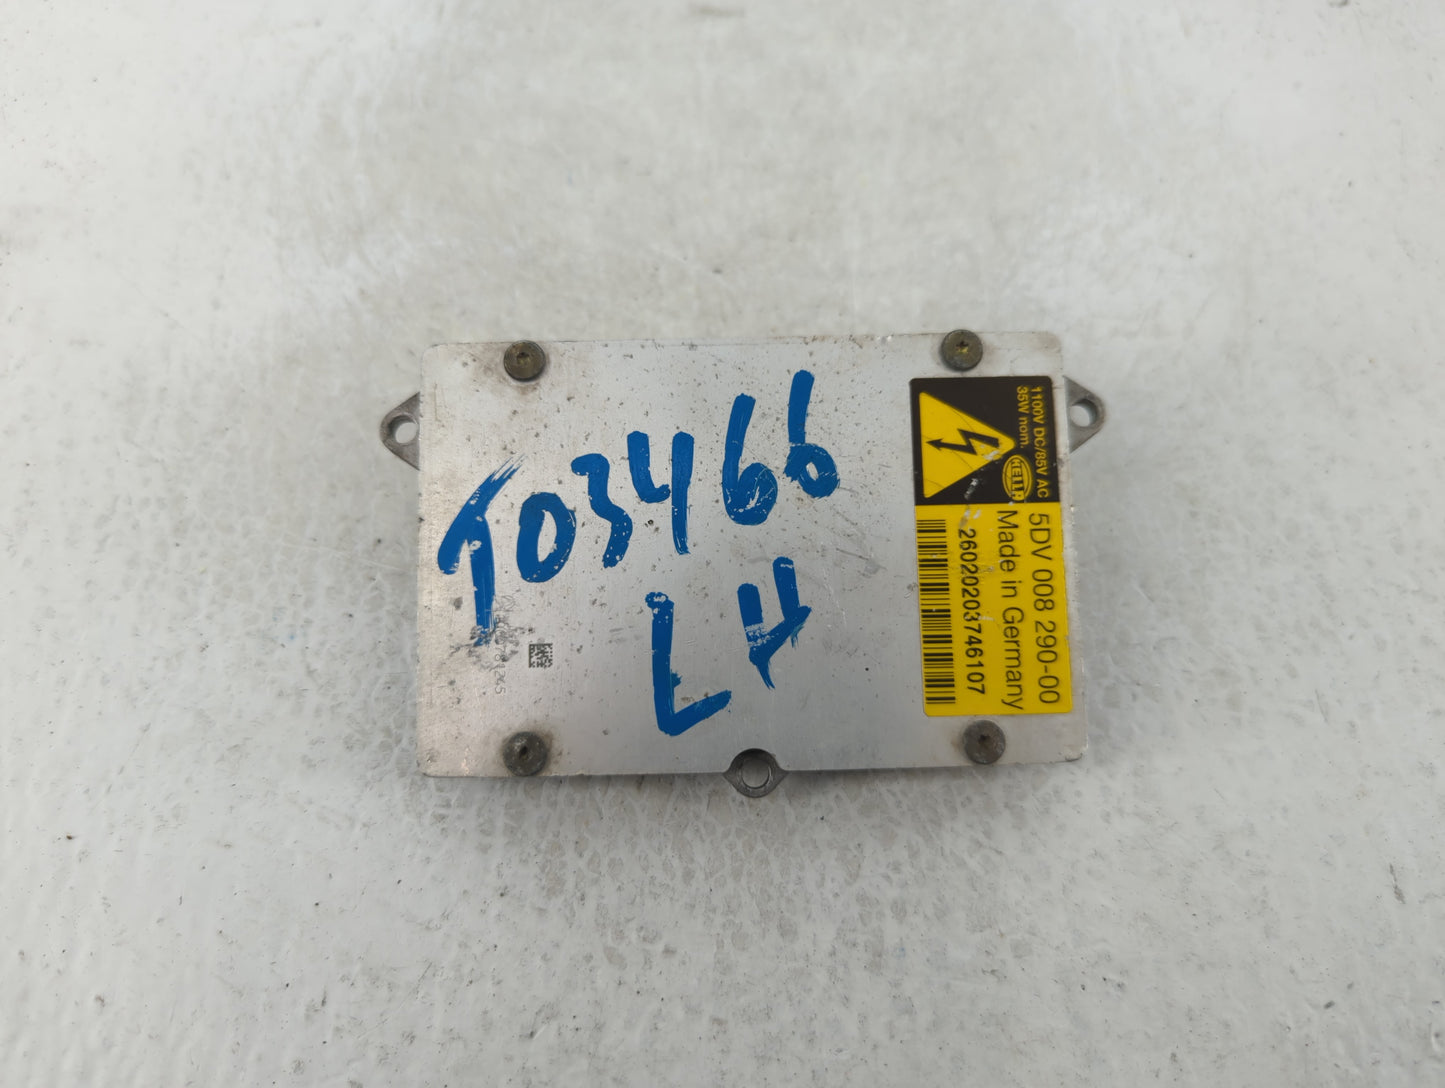 T03466
LH
1100V DC/85V AC
35W nom.
HELLA
5DV 008 290-00
Made in Germany
26020203746107